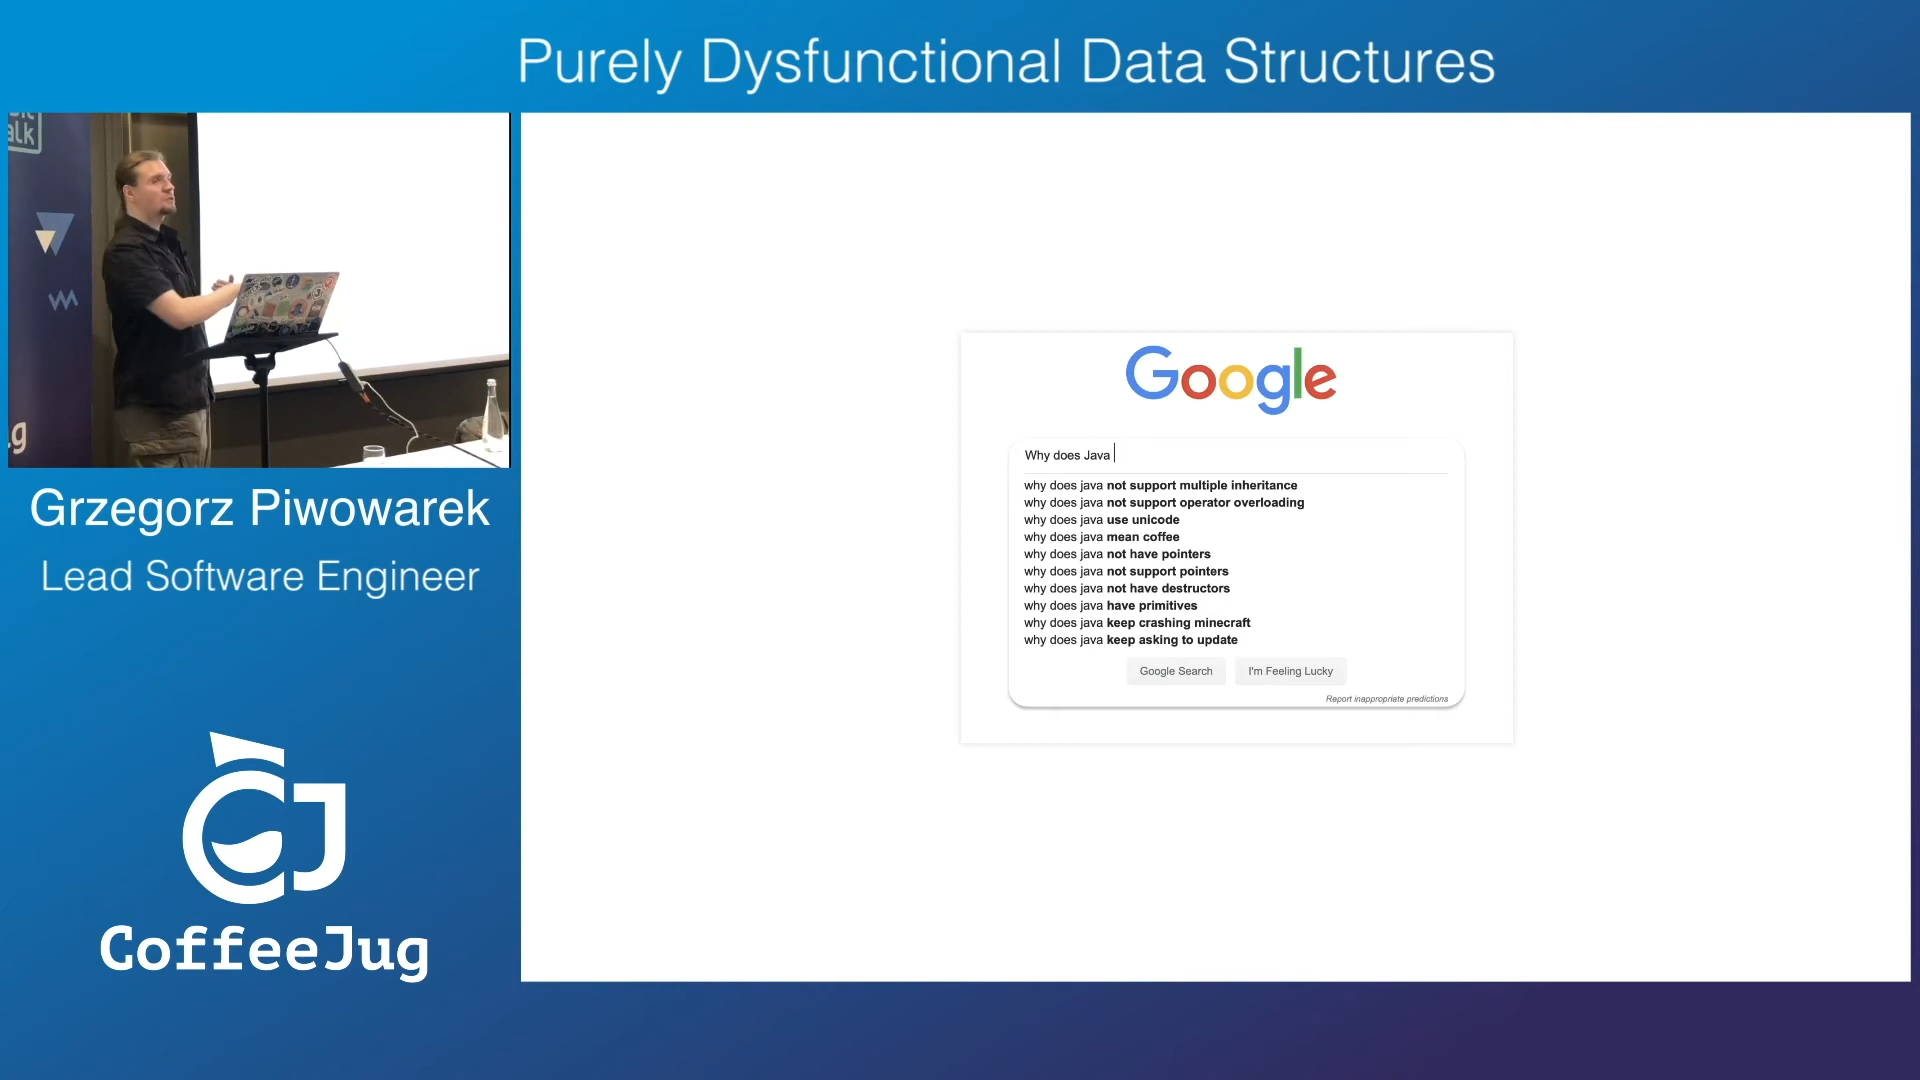 Purely Dysfunctional Data Structures
alk
g
Grzegorz Piwowarek
Lead Software Engineer
CJ
CoffeeJug
Google
Why does Java
why does java not support multiple inheritance
why does java not support operator overloading
why does java use unicode
why does java mean coffee
why does java not have pointers
why does java not support pointers
why does java not have destructors
why does java have primitives
why does java keep crashing minecraft
why does java keep asking to update
Google Search
I'm Feeling Lucky
Report inappropriate predictions